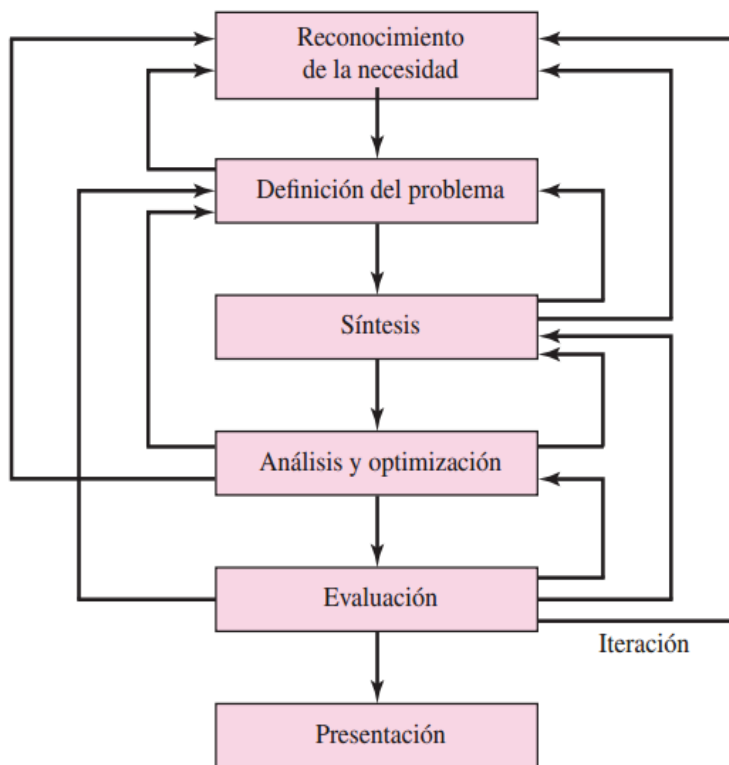 Reconocimiento
de la necesidad
Definición del problema
Síntesis
Análisis y optimización
Evaluación
Iteración
Presentación